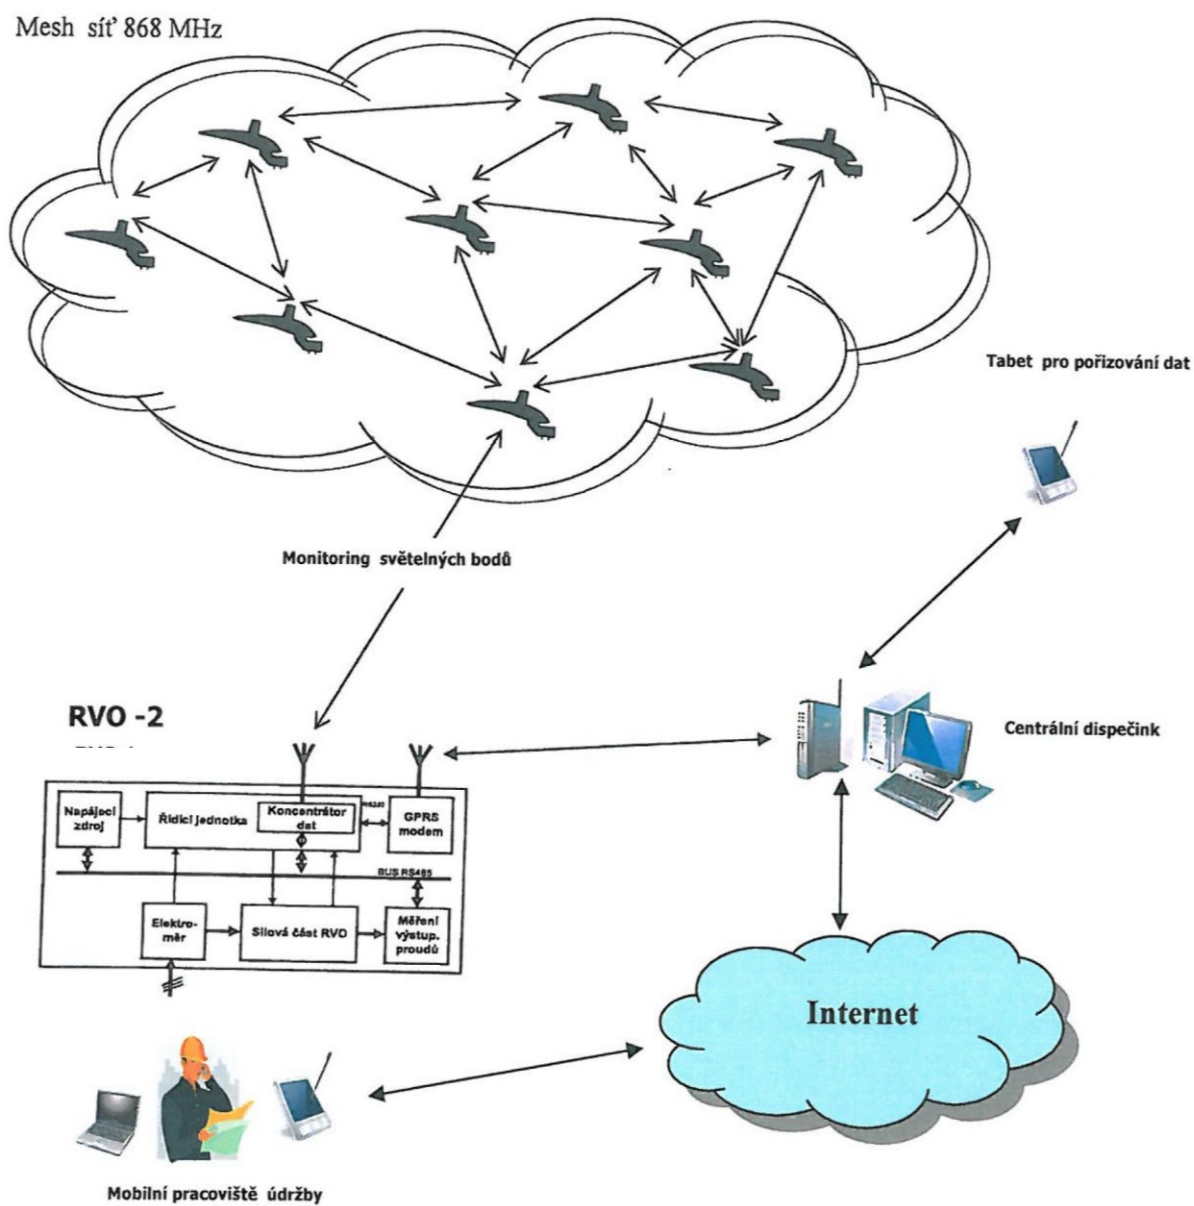 Mesh síť 868 MHz
Tabet pro pořizování dat
Monitoring světelných bodů
RVO -2
Centrální dispečink
Napájecí
zdroj
Řídicí jednotka
Koncentrátor
dat
GPRS
modem
BUS RS485
Elektro-
měr
Silová část RVO
Měření
výstup.
proudů
Internet
Mobilní pracoviště údržby